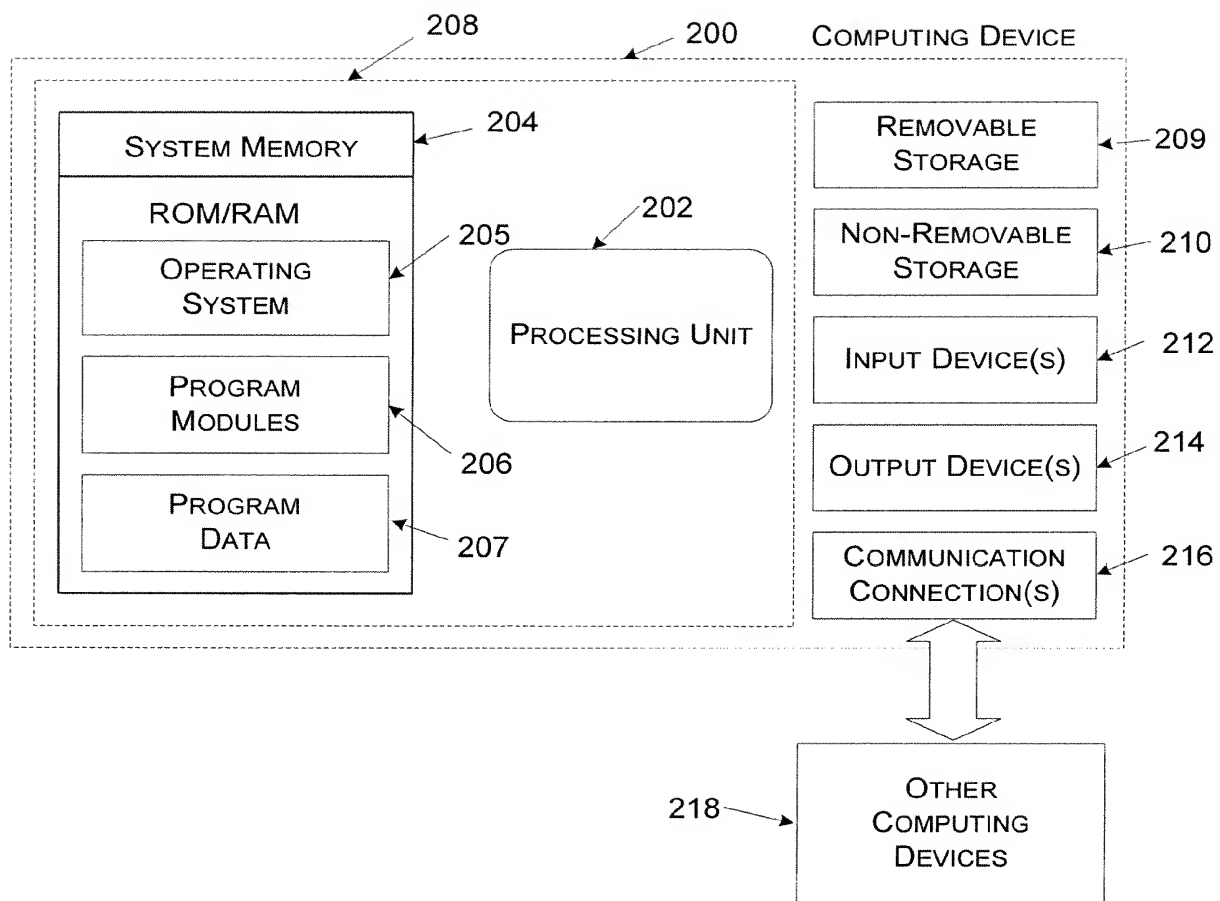 208
200
COMPUTING DEVICE
SYSTEM MEMORY
204
ROM/RAM
OPERATING
SYSTEM
205
PROGRAM
MODULES
206
PROGRAM
DATA
207
202
PROCESSING UNIT
REMOVABLE
STORAGE
209
NON-REMOVABLE
STORAGE
210
INPUT DEVICE(S)
212
OUTPUT DEVICE(S)
214
COMMUNICATION
CONNECTION(S)
216
218
OTHER
COMPUTING
DEVICES